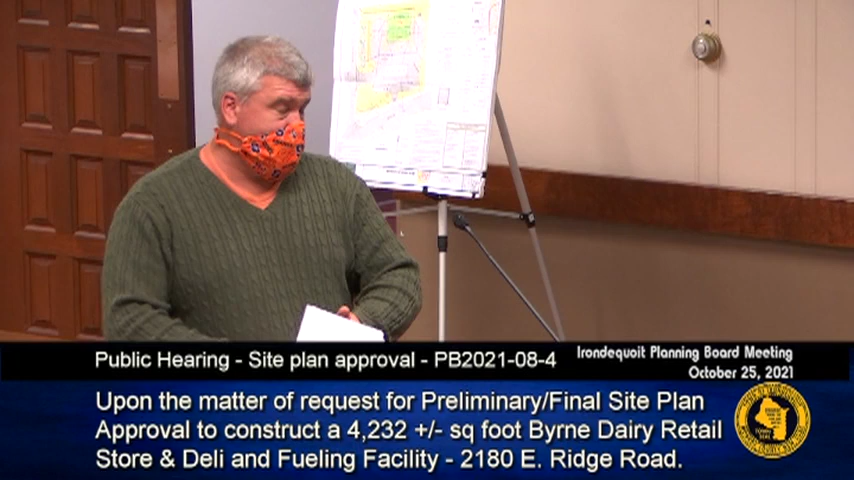 Public Hearing - Site plan approval - PB2021-08-4
Irondequoit Planning Board Meeting
October 25, 2021
Upon the matter of request for Preliminary/Final Site Plan
Approval to construct a 4,232 +/- sq foot Byrne Dairy Retail
Store & Deli and Fueling Facility - 2180 E. Ridge Road.